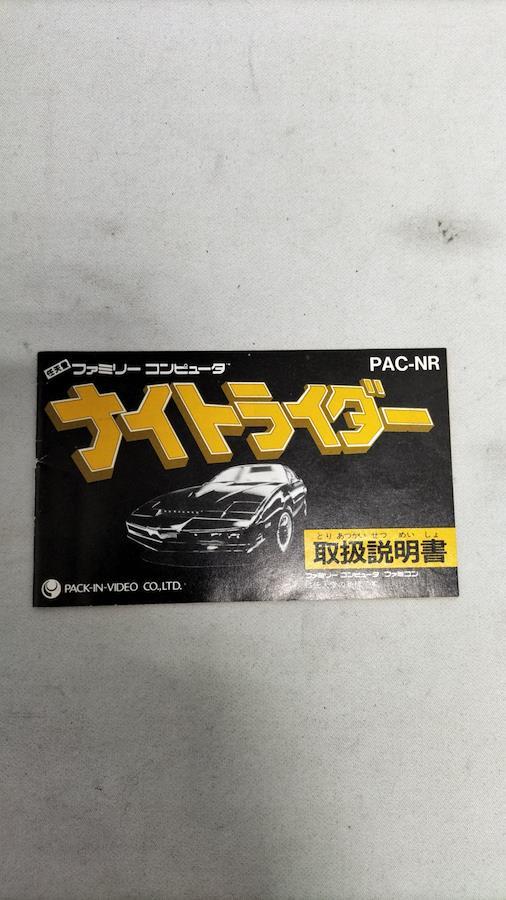 任天堂 ファミリー コンピュータ™
PAC-NR
ナイトライダー
とり あつかい せつ めい しょ
取扱説明書
ファミリー コンピュータ ファミコン
PACK-IN-VIDEO CO.,LTD.